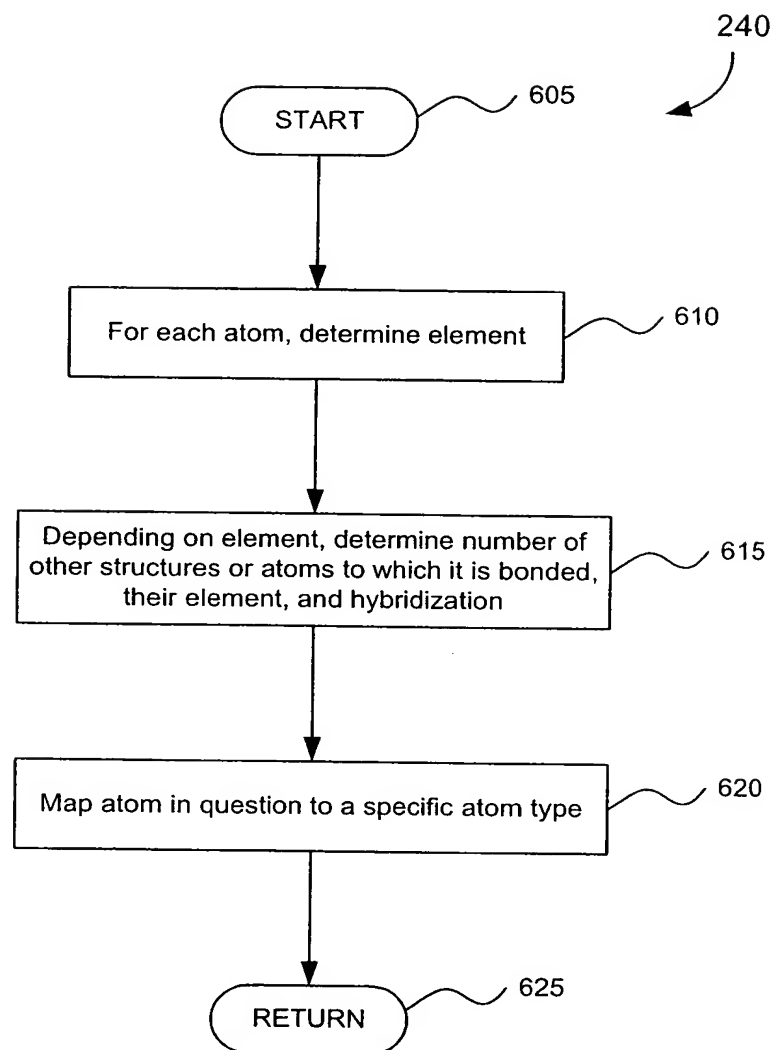 240
START
605
For each atom, determine element
610
Depending on element, determine number of
other structures or atoms to which it is bonded,
their element, and hybridization
615
Map atom in question to a specific atom type
620
RETURN
625